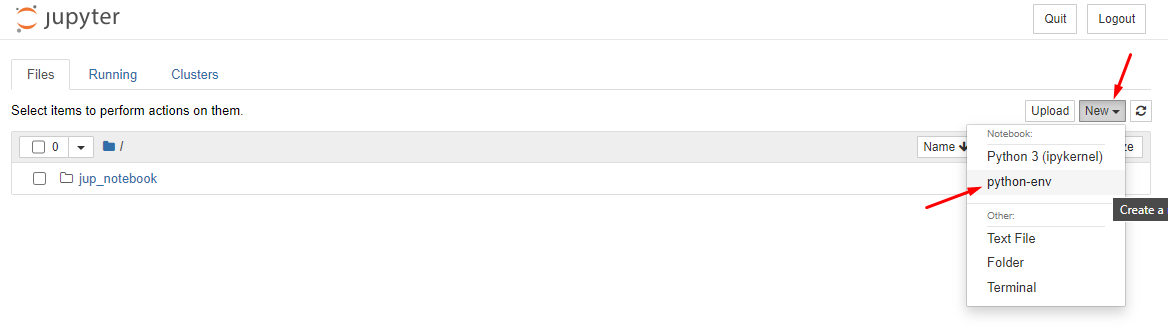 jupyter
Quit Logout
Files Running Clusters
Select items to perform actions on them.
Upload New
0 / Name
Notebook:
Python 3 (ipykernel)
jup_notebook
python-env
Create a
Other:
Text File
Folder
Terminal